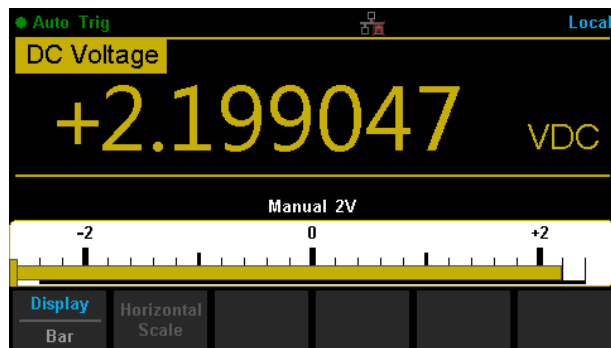 Auto Trig Local
DC Voltage
+2.199047 VDC
Manual 2V
-2 0 +2
Display Horizontal
Bar Scale